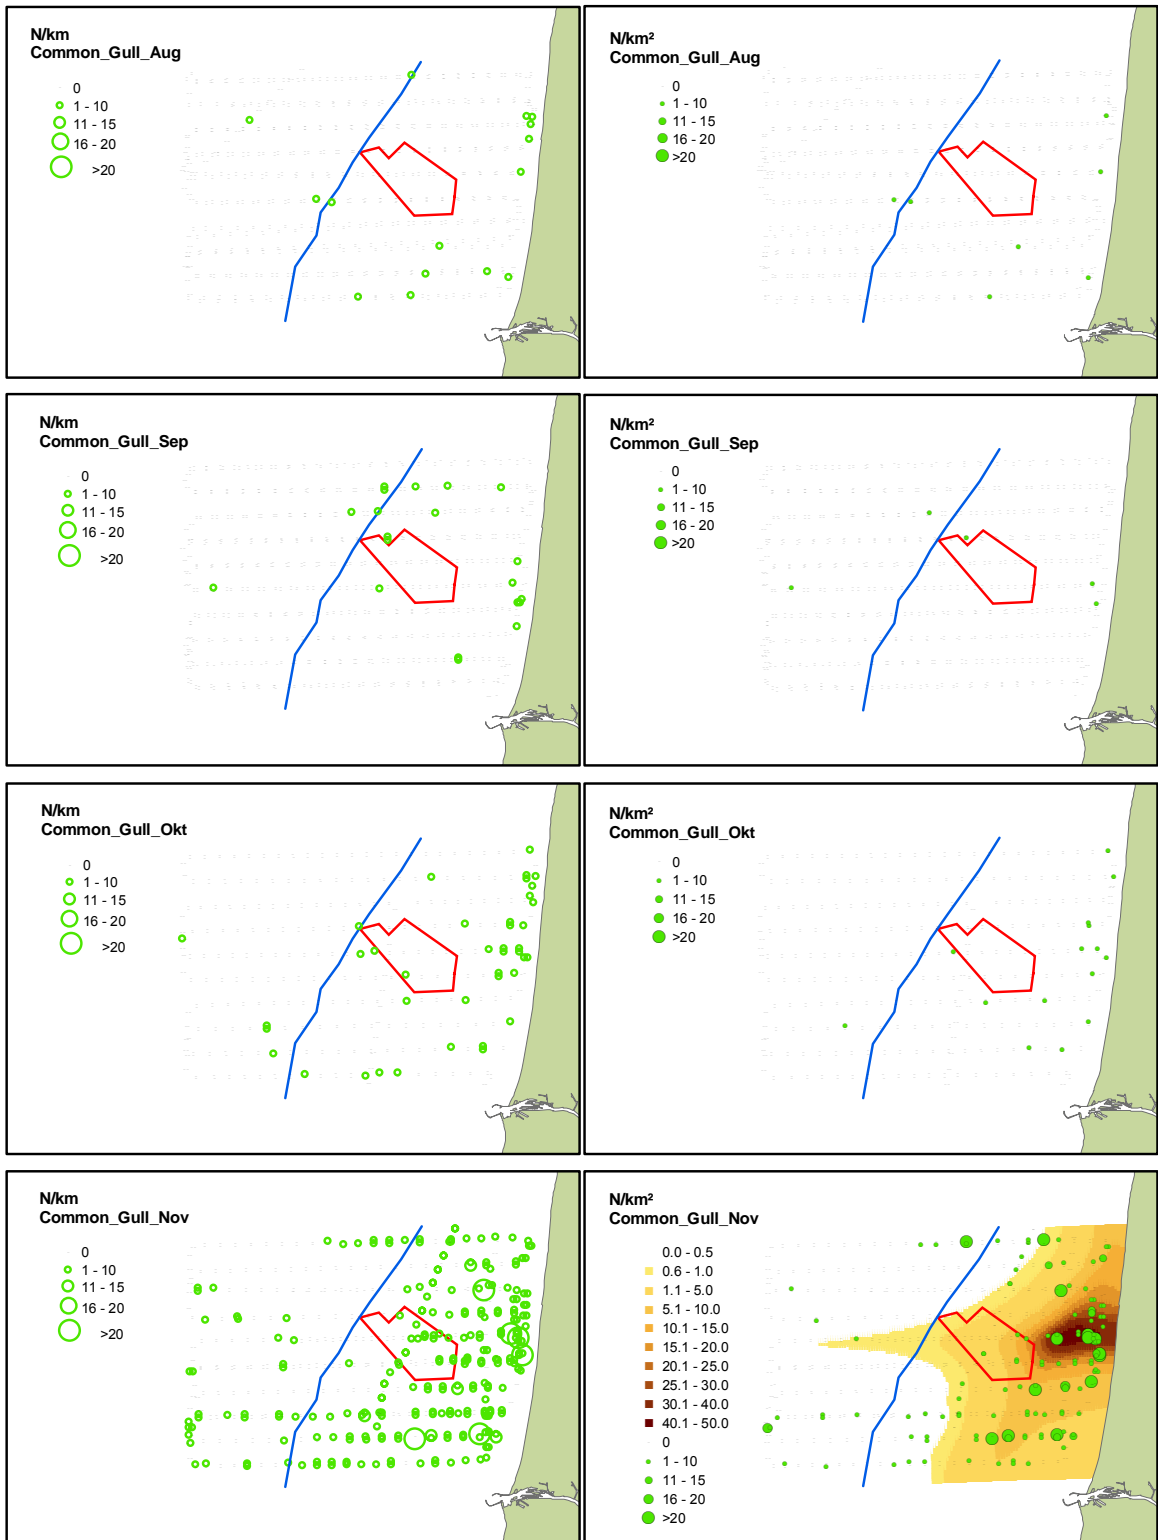 N/km
Common_Gull_Aug
0
1 - 10
11 - 15
16 - 20
>20
N/km²
Common_Gull_Aug
0
1 - 10
11 - 15
16 - 20
>20
N/km
Common_Gull_Sep
0
1 - 10
11 - 15
16 - 20
>20
N/km²
Common_Gull_Sep
0
1 - 10
11 - 15
16 - 20
>20
N/km
Common_Gull_Okt
0
1 - 10
11 - 15
16 - 20
>20
N/km²
Common_Gull_Okt
0
1 - 10
11 - 15
16 - 20
>20
N/km
Common_Gull_Nov
0
1 - 10
11 - 15
16 - 20
>20
N/km²
Common_Gull_Nov
0.0 - 0.5
0.6 - 1.0
1.1 - 5.0
5.1 - 10.0
10.1 - 15.0
15.1 - 20.0
20.1 - 25.0
25.1 - 30.0
30.1 - 40.0
40.1 - 50.0
0
1 - 10
11 - 15
16 - 20
>20